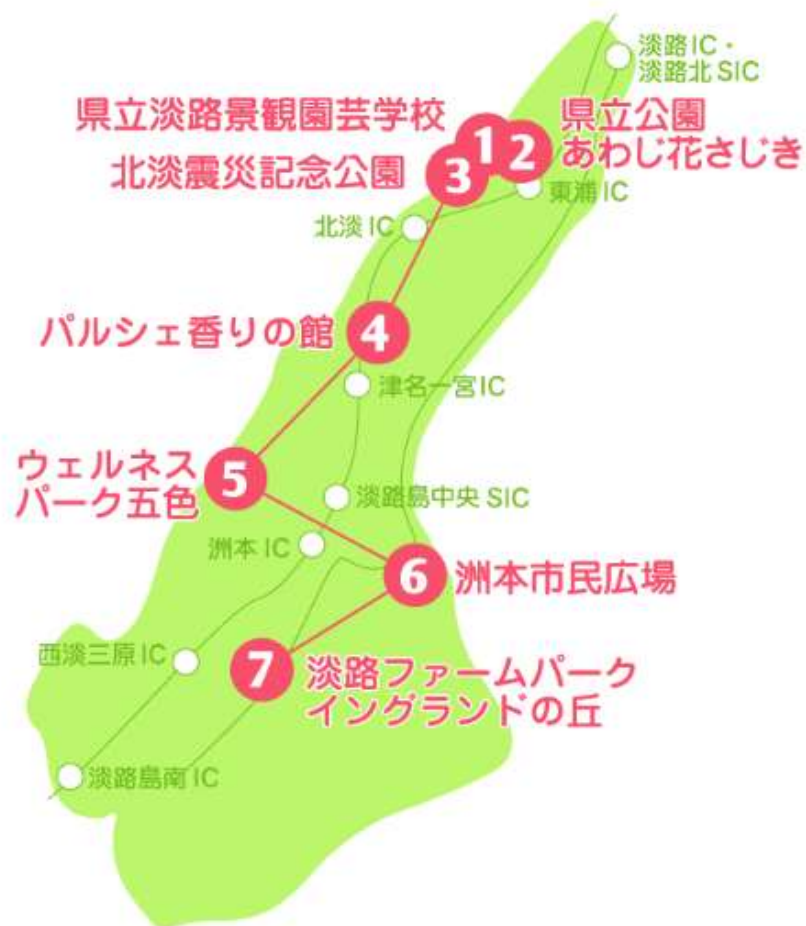 淡路IC・
淡路北SIC
県立淡路景観園芸学校
1
2
県立公園
あわじ花さじき
北淡震災記念公園
3
東浦IC
北淡IC
パルシェ香りの館
4
津名一宮IC
ウェルネス
パーク五色
5
淡路島中央SIC
洲本IC
6
洲本市民広場
西淡三原IC
7
淡路ファームパーク
イングランドの丘
淡路島南IC